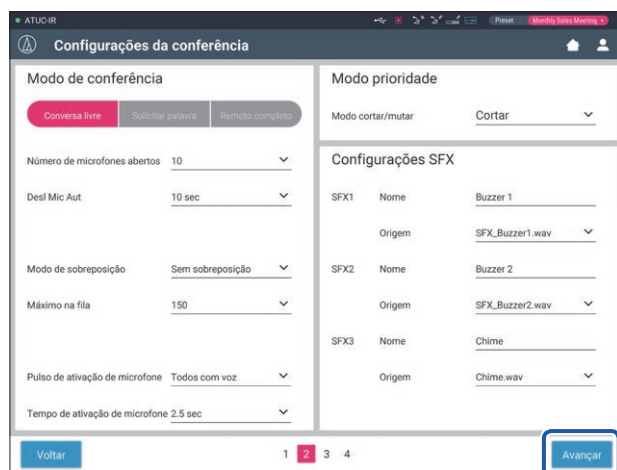 ATUC-IR
Preset
Monthly Sales Meeting
Configurações da conferência
Modo de conferência
Conversa livre
Solicitar palavra
Remoto completo
Número de microfones abertos 10
Desl Mic Aut 10 sec
Modo de sobreposição Sem sobreposição
Máximo na fila 150
Pulso de ativação de microfone Todos com voz
Tempo de ativação de microfone 2.5 sec
Modo prioridade
Modo cortar/mutar Cortar
Configurações SFX
SFX1 Nome Buzzer 1
Origem SFX_Buzzer1.wav
SFX2 Nome Buzzer 2
Origem SFX_Buzzer2.wav
SFX3 Nome Chime
Origem Chime.wav
Voltar
1 2 3 4
Avançar